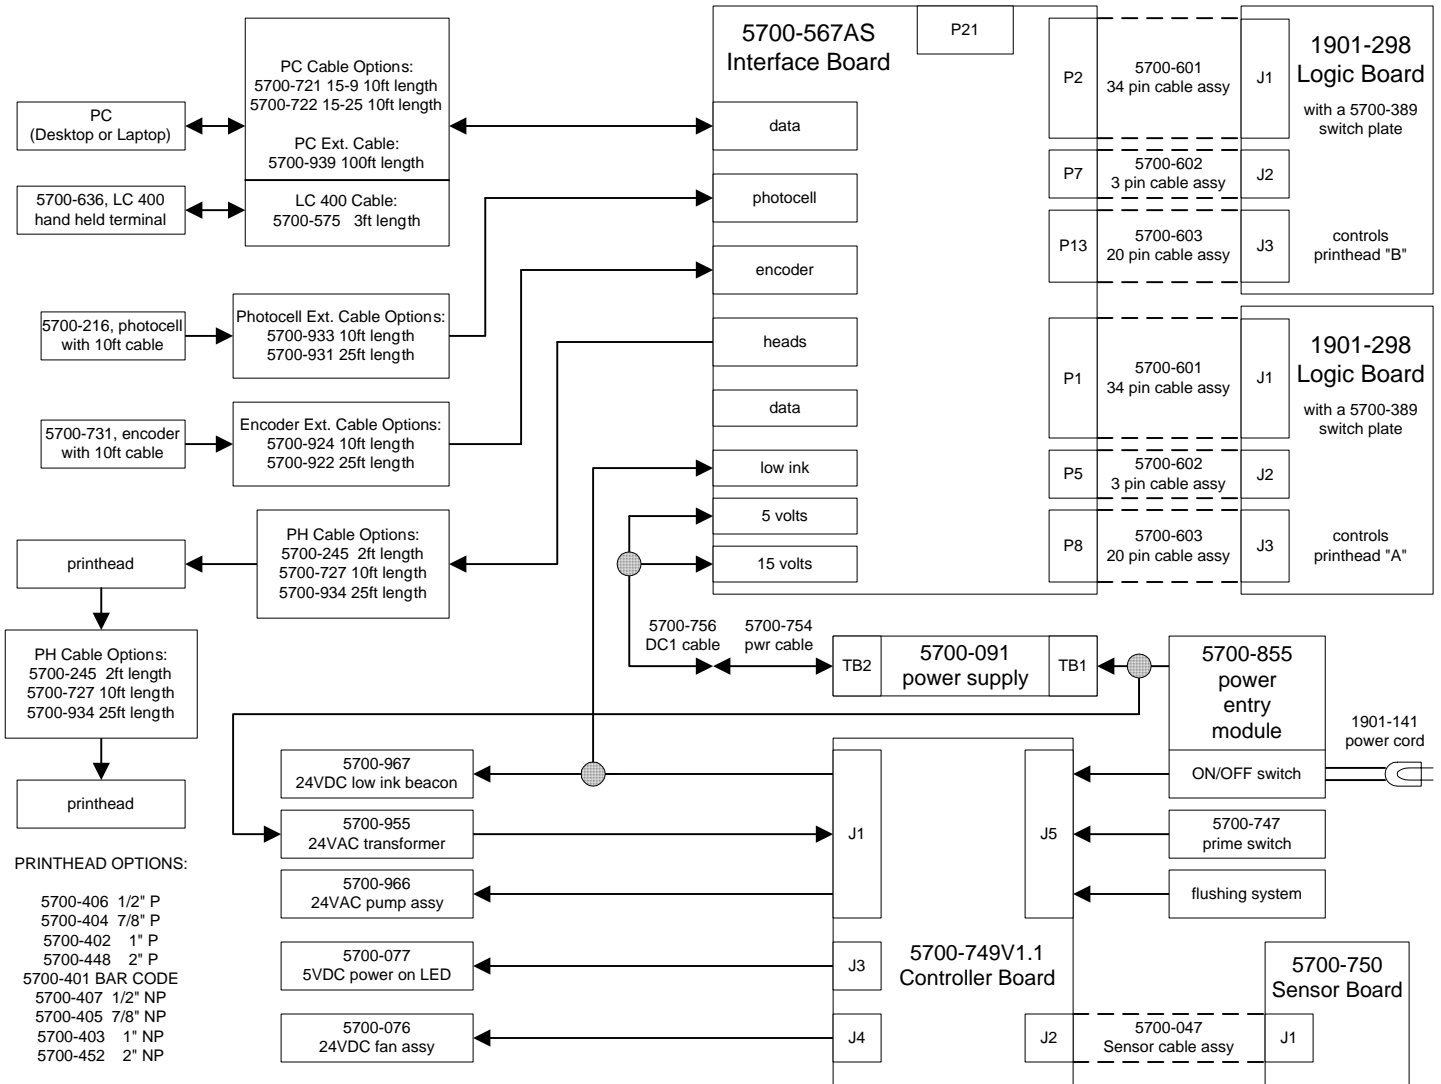 PC Cable Options:
5700-721 15-9 10ft length
5700-722 15-25 10ft length
PC Ext. Cable:
5700-939 100ft length
PC
(Desktop or Laptop)
5700-636, LC 400
hand held terminal
LC 400 Cable:
5700-575 3ft length
5700-216, photocell
with 10ft cable
Photocell Ext. Cable Options:
5700-933 10ft length
5700-931 25ft length
5700-731, encoder
with 10ft cable
Encoder Ext. Cable Options:
5700-924 10ft length
5700-922 25ft length
printhead
PH Cable Options:
5700-245 2ft length
5700-727 10ft length
5700-934 25ft length
PH Cable Options:
5700-245 2ft length
5700-727 10ft length
5700-934 25ft length
printhead
PRINTHEAD OPTIONS:
5700-406 1/2" P
5700-404 7/8" P
5700-402 1" P
5700-448 2" P
5700-401 BAR CODE
5700-407 1/2" NP
5700-405 7/8" NP
5700-403 1" NP
5700-452 2" NP
5700-567AS
Interface Board
P21
data
photocell
encoder
heads
data
low ink
5 volts
15 volts
P2
5700-601
34 pin cable assy
J1
P7
5700-602
3 pin cable assy
J2
P13
5700-603
20 pin cable assy
J3
1901-298
Logic Board
with a 5700-389
switch plate
controls
printhead "B"
P1
5700-601
34 pin cable assy
J1
P5
5700-602
3 pin cable assy
J2
P8
5700-603
20 pin cable assy
J3
1901-298
Logic Board
with a 5700-389
switch plate
controls
printhead "A"
5700-756
DC1 cable
5700-754
pwr cable
TB2
5700-091
power supply
TB1
5700-855
power
entry
module
ON/OFF switch
1901-141
power cord
5700-967
24VDC low ink beacon
5700-955
24VAC transformer
5700-966
24VAC pump assy
5700-077
5VDC power on LED
5700-076
24VDC fan assy
J1
J5
J3
J4
J2
5700-749V1.1
Controller Board
5700-747
prime switch
flushing system
5700-047
Sensor cable assy
J1
5700-750
Sensor Board